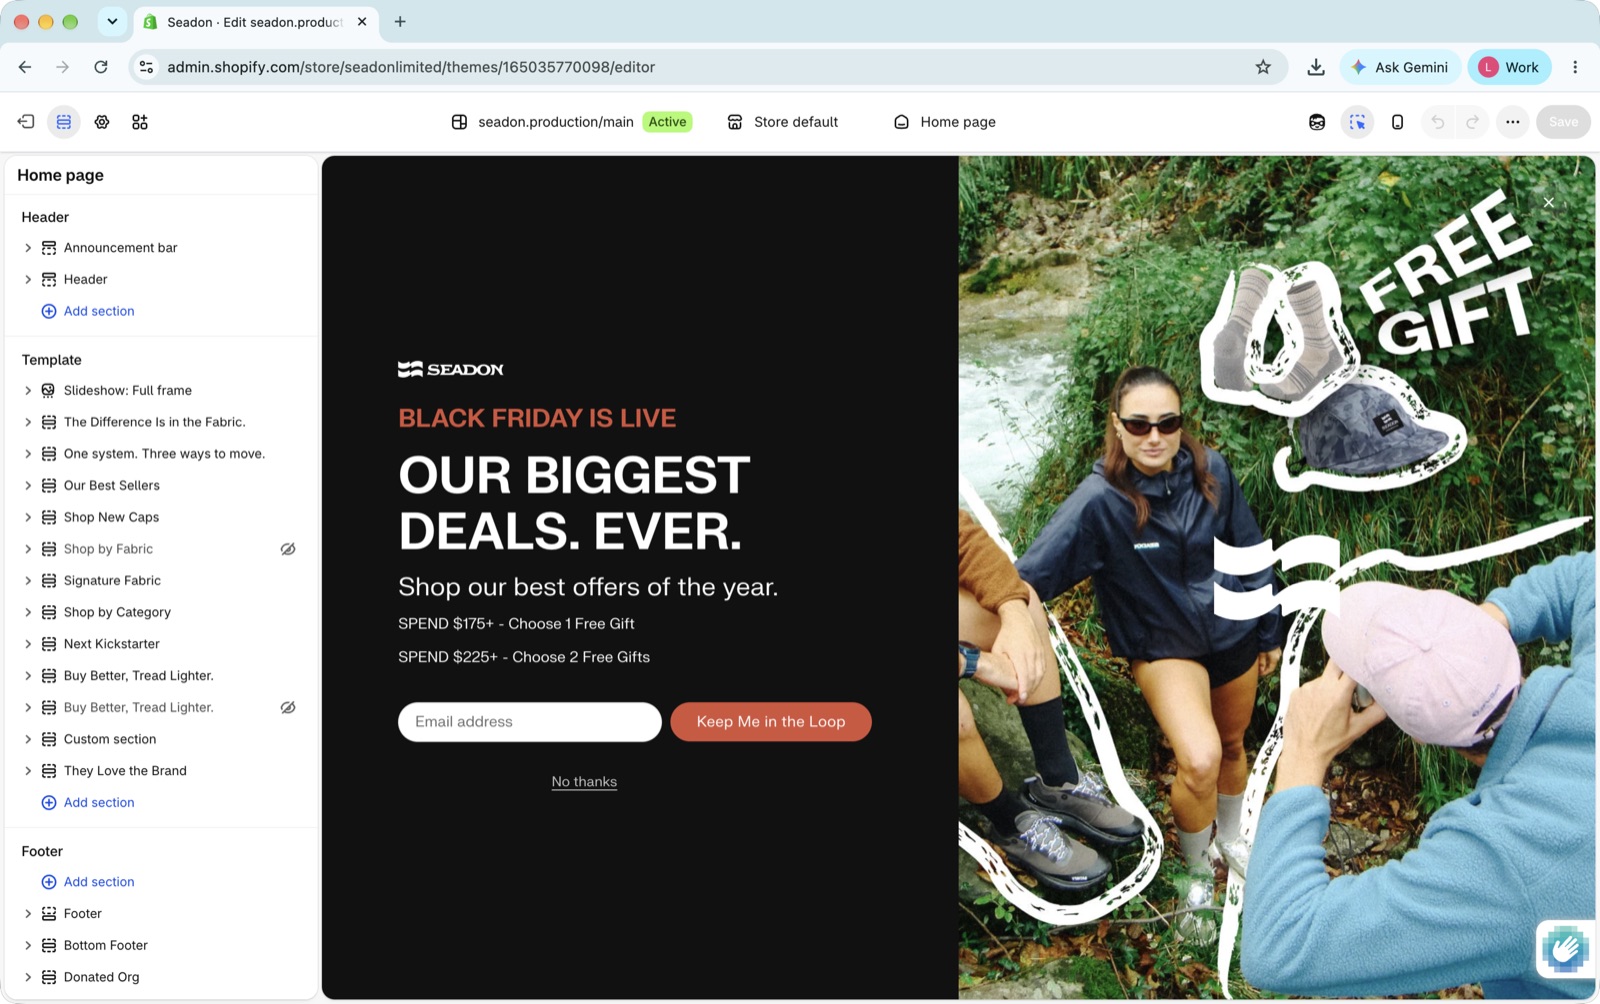 Seadon · Edit seadon.product
admin.shopify.com/store/seadonlimited/themes/165035770098/editor
Ask Gemini
L
Work
seadon.production/main
Active
Store default
Home page
Save
Home page
Header
Announcement bar
Header
Add section
Template
Slideshow: Full frame
The Difference Is in the Fabric.
One system. Three ways to move.
Our Best Sellers
Shop New Caps
Shop by Fabric
Signature Fabric
Shop by Category
Next Kickstarter
Buy Better, Tread Lighter.
Buy Better, Tread Lighter.
Custom section
They Love the Brand
Add section
Footer
Add section
Footer
Bottom Footer
Donated Org
SEADON
BLACK FRIDAY IS LIVE
OUR BIGGEST
DEALS. EVER.
Shop our best offers of the year.
SPEND $175+ - Choose 1 Free Gift
SPEND $225+ - Choose 2 Free Gifts
Email address
Keep Me in the Loop
No thanks
FREE
GIFT